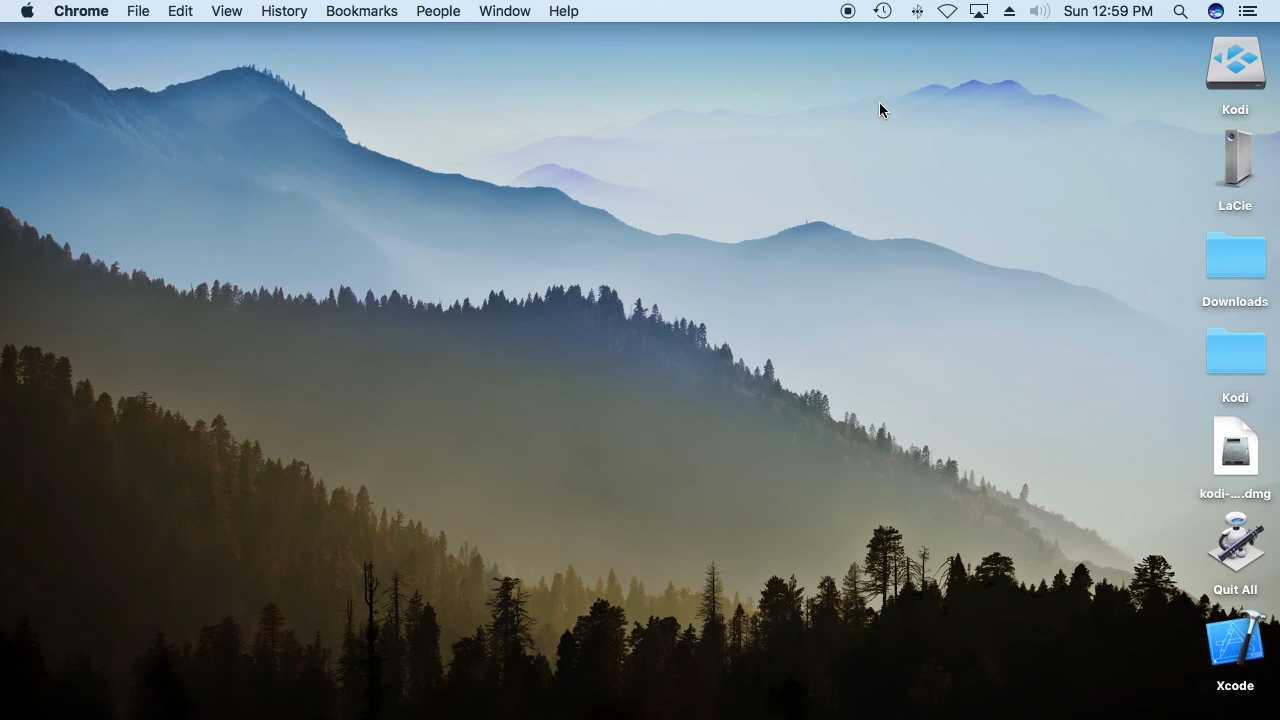 Chrome File Edit View History Bookmarks People Window Help Sun 12:59 PM
Kodi
LaCie
Downloads
Kodi
kodi-....dmg
Quit All
Xcode